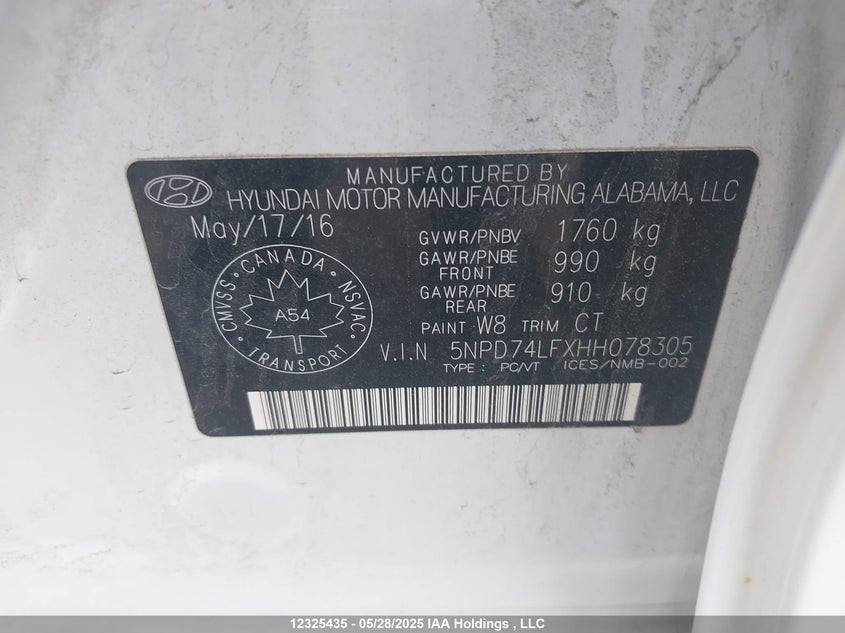 MANUFACTURED BY
HYUNDAI MOTOR MANUFACTURING ALABAMA, LLC
May/17/16
GVWR/PNBV 1760 kg
GAWR/PNBE FRONT 990 kg
GAWR/PNBE REAR 910 kg
PAINT W8 TRIM CT
V.I.N 5NPD74LFXHH078305
TYPE : PC/VT ICES/NMB-002
CANADA
CMVSS NSVAC
A54
TRANSPORT
12325435 - 05/28/2025 IAA Holdings , LLC